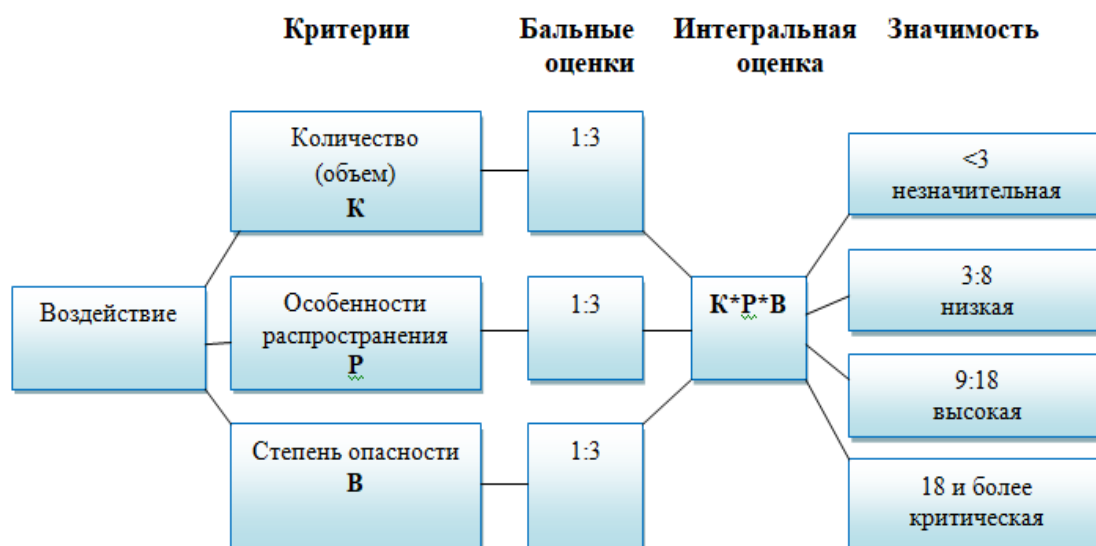 Критерии
Бальные
оценки
Интегральная
оценка
Значимость
Воздействие
Количество
(объем)
К
1:3
Особенности
распространения
Р
1:3
Степень опасности
В
1:3
К*Р*В
<3
незначительная
3:8
низкая
9:18
высокая
18 и более
критическая